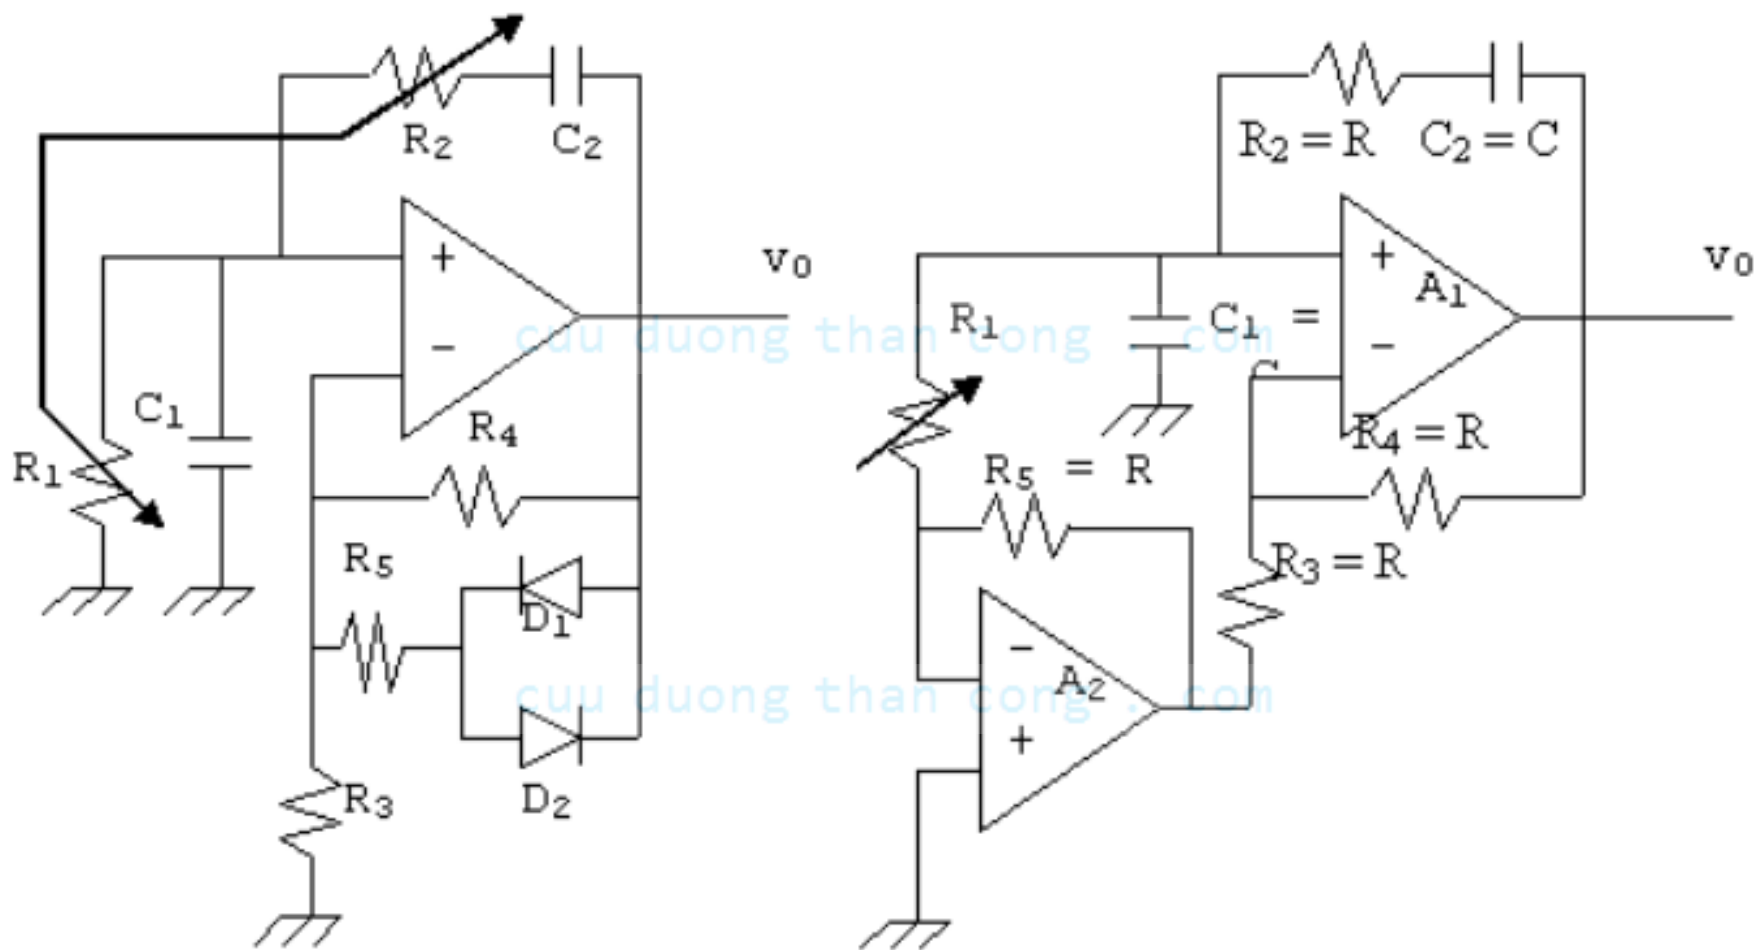 R2
C2
+
−
v0
C1
R1
R4
R5
D1
R3
D2
R2 = R
C2 = C
+
A1
−
v0
R1
C1 =
C
R4 = R
R5 = R
R3 = R
−
A2
+
cuu duong than cong . com
cuu duong than cong . com